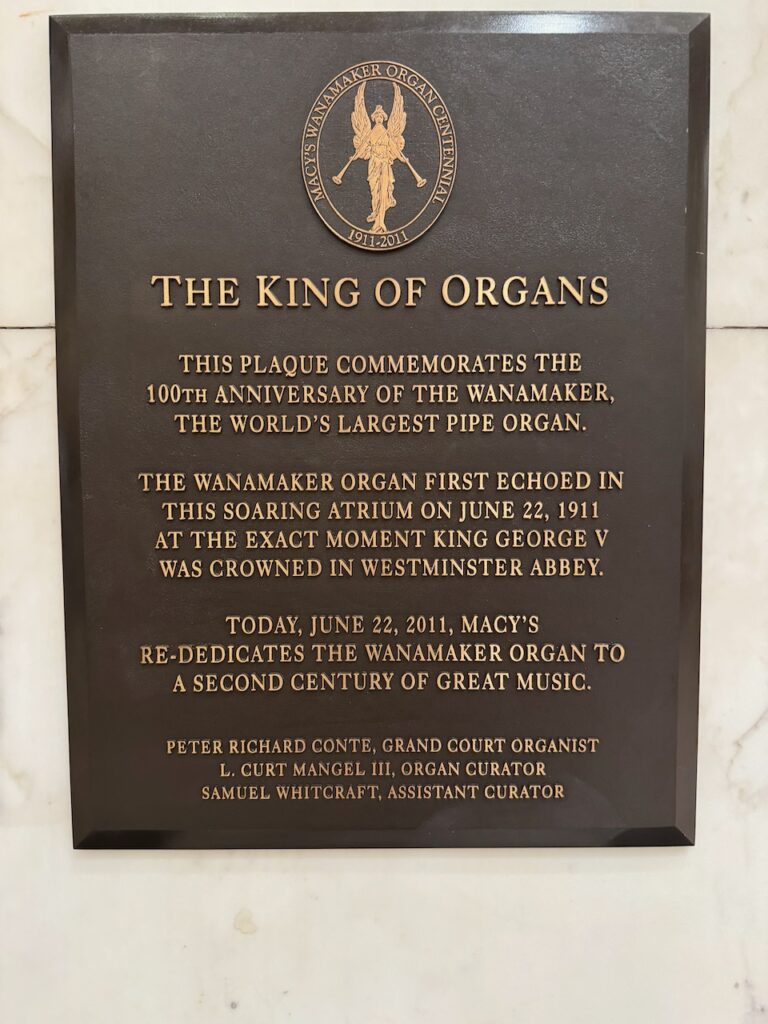 MACY'S WANAMAKER ORGAN CENTENNIAL
1911-2011
THE KING OF ORGANS
THIS PLAQUE COMMEMORATES THE
100TH ANNIVERSARY OF THE WANAMAKER,
THE WORLD'S LARGEST PIPE ORGAN.
THE WANAMAKER ORGAN FIRST ECHOED IN
THIS SOARING ATRIUM ON JUNE 22, 1911
AT THE EXACT MOMENT KING GEORGE V
WAS CROWNED IN WESTMINSTER ABBEY.
TODAY, JUNE 22, 2011, MACY'S
RE-DEDICATES THE WANAMAKER ORGAN TO
A SECOND CENTURY OF GREAT MUSIC.
PETER RICHARD CONTE, GRAND COURT ORGANIST
L. CURT MANGEL III, ORGAN CURATOR
SAMUEL WHITCRAFT, ASSISTANT CURATOR